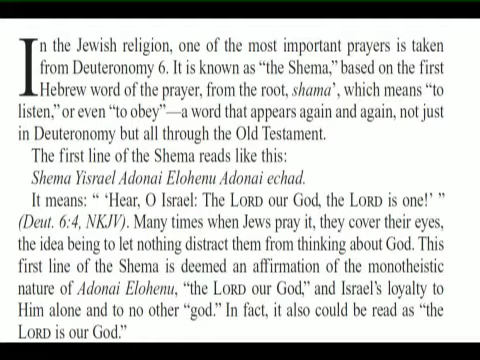 In the Jewish religion, one of the most important prayers is taken
from Deuteronomy 6. It is known as “the Shema,” based on the first
Hebrew word of the prayer, from the root, shama’, which means “to
listen,” or even “to obey”—a word that appears again and again, not just
in Deuteronomy but all through the Old Testament.
The first line of the Shema reads like this:
Shema Yisrael Adonai Elohenu Adonai echad.
It means: “ ‘Hear, O Israel: The LORD our God, the LORD is one!’ ”
(Deut. 6:4, NKJV). Many times when Jews pray it, they cover their eyes,
the idea being to let nothing distract them from thinking about God. This
first line of the Shema is deemed an affirmation of the monotheistic
nature of Adonai Elohenu, “the LORD our God,” and Israel’s loyalty to
Him alone and to no other “god.” In fact, it also could be read as “the
LORD is our God.”